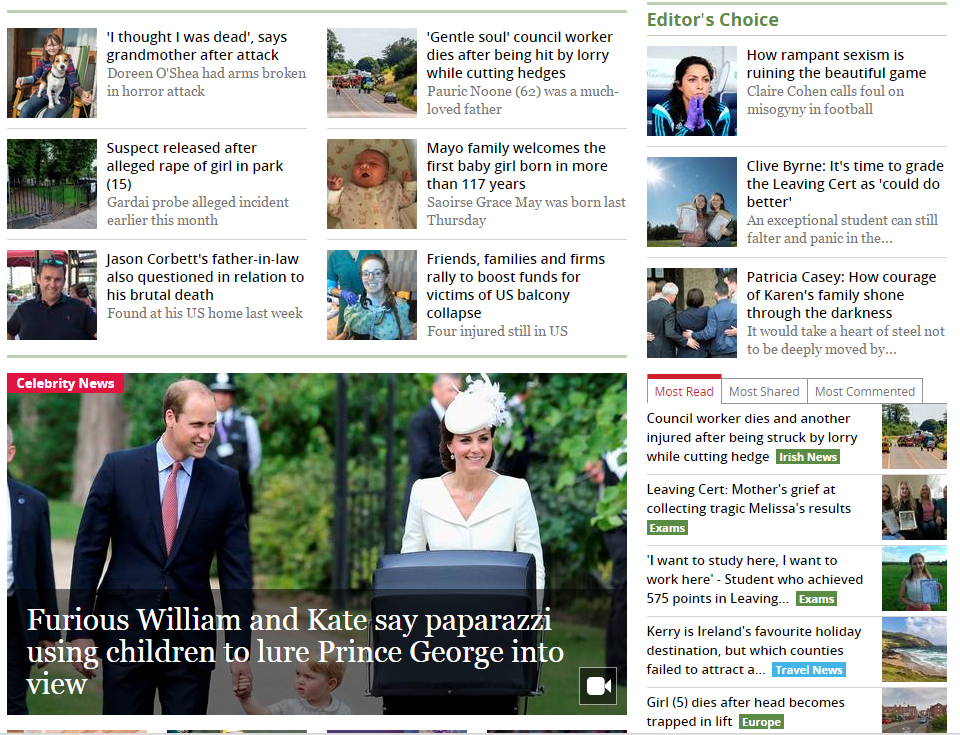 'I thought I was dead', says
grandmother after attack
Doreen O'Shea had arms broken
in horror attack
'Gentle soul' council worker
dies after being hit by lorry
while cutting hedges
Pauric Noone (62) was a much-
loved father
Suspect released after
alleged rape of girl in park
(15)
Gardai probe alleged incident
earlier this month
Mayo family welcomes the
first baby girl born in more
than 117 years
Saoirse Grace May was born last
Thursday
Jason Corbett's father-in-law
also questioned in relation to
his brutal death
Found at his US home last week
Friends, families and firms
rally to boost funds for
victims of US balcony
collapse
Four injured still in US
Celebrity News
Furious William and Kate say paparazzi
using children to lure Prince George into
view
Editor's Choice
How rampant sexism is
ruining the beautiful game
Claire Cohen calls foul on
misogyny in football
Clive Byrne: It's time to grade
the Leaving Cert as 'could do
better'
An exceptional student can still
falter and panic in the...
Patricia Casey: How courage
of Karen's family shone
through the darkness
It would take a heart of steel not
to be deeply moved by...
Most Read Most Shared Most Commented
Council worker dies and another
injured after being struck by lorry
while cutting hedge Irish News
Leaving Cert: Mother's grief at
collecting tragic Melissa's results
Exams
'I want to study here, I want to
work here' - Student who achieved
575 points in Leaving... Exams
Kerry is Ireland's favourite holiday
destination, but which counties
failed to attract a... Travel News
Girl (5) dies after head becomes
trapped in lift Europe